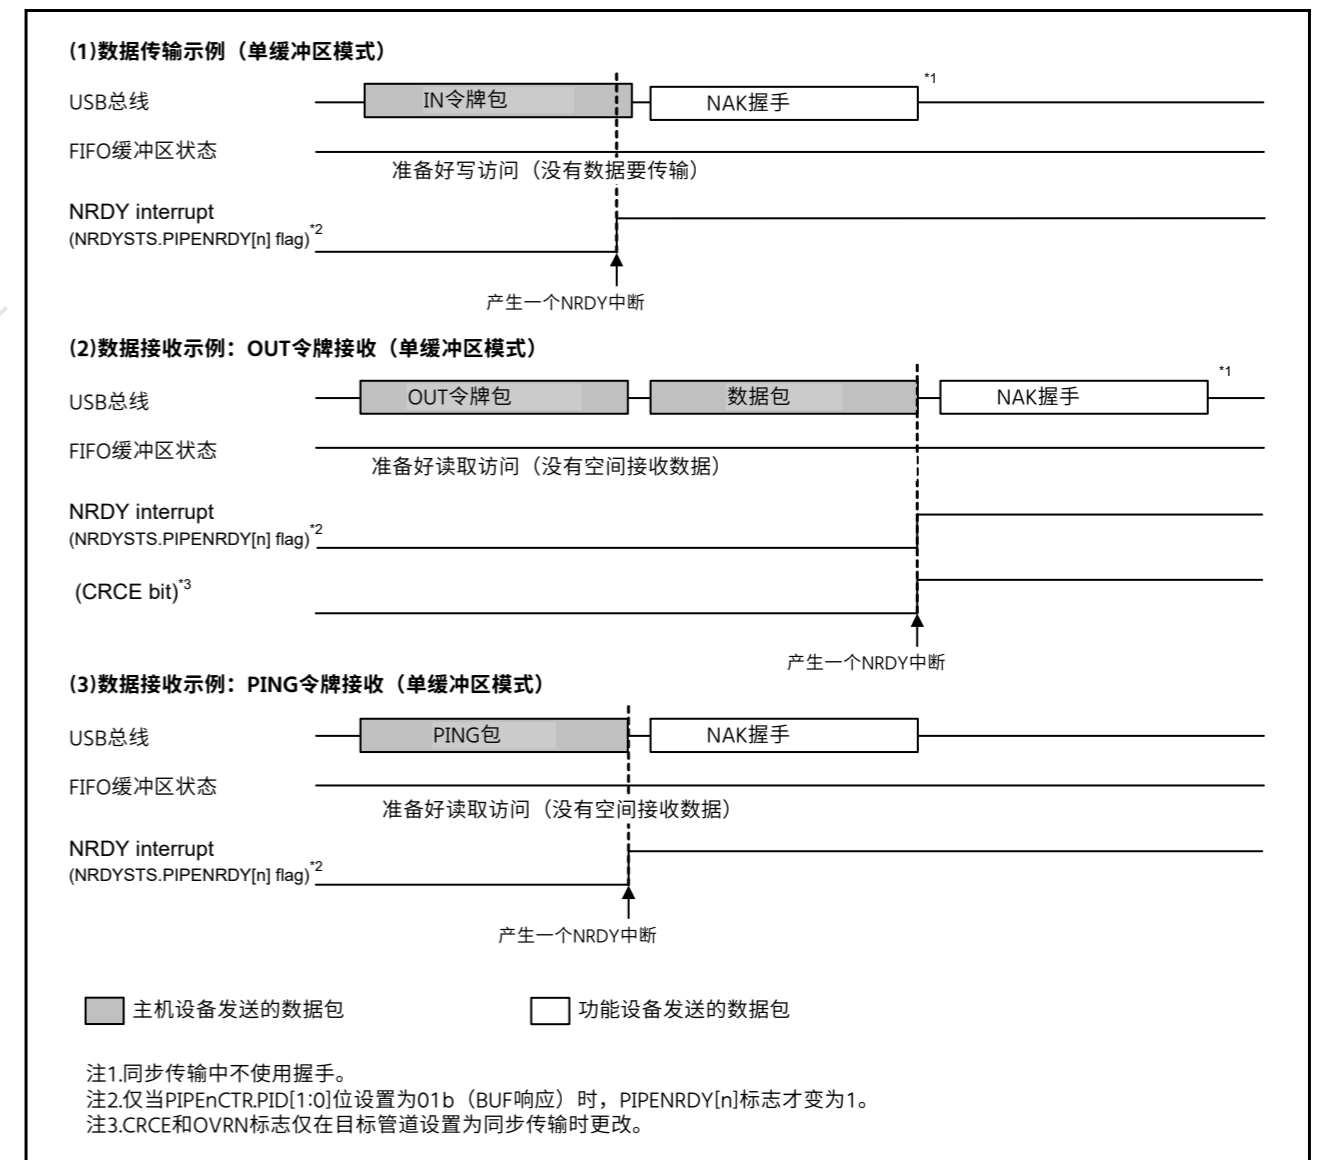 (1)数据传输示例（单缓冲区模式）
USB总线
IN令牌包
NAK握手
*1
FIFO缓冲区状态
准备好写访问（没有数据要传输）
NRDY interrupt
(NRDYSTS.PIPENRDY[n] flag)*2
产生一个NRDY中断
(2)数据接收示例：OUT令牌接收（单缓冲区模式）
USB总线
OUT令牌包
数据包
NAK握手
*1
FIFO缓冲区状态
准备好读取访问（没有空间接收数据）
NRDY interrupt
(NRDYSTS.PIPENRDY[n] flag)*2
(CRCE bit)*3
产生一个NRDY中断
(3)数据接收示例：PING令牌接收（单缓冲区模式）
USB总线
PING包
NAK握手
FIFO缓冲区状态
准备好读取访问（没有空间接收数据）
NRDY interrupt
(NRDYSTS.PIPENRDY[n] flag)*2
产生一个NRDY中断
主机设备发送的数据包
功能设备发送的数据包
注1.同步传输中不使用握手。
注2.仅当PIPEnCTR.PID[1:0]位设置为01b（BUF响应）时，PIPENRDY[n]标志才变为1。
注3.CRCE和OVRN标志仅在目标管道设置为同步传输时更改。